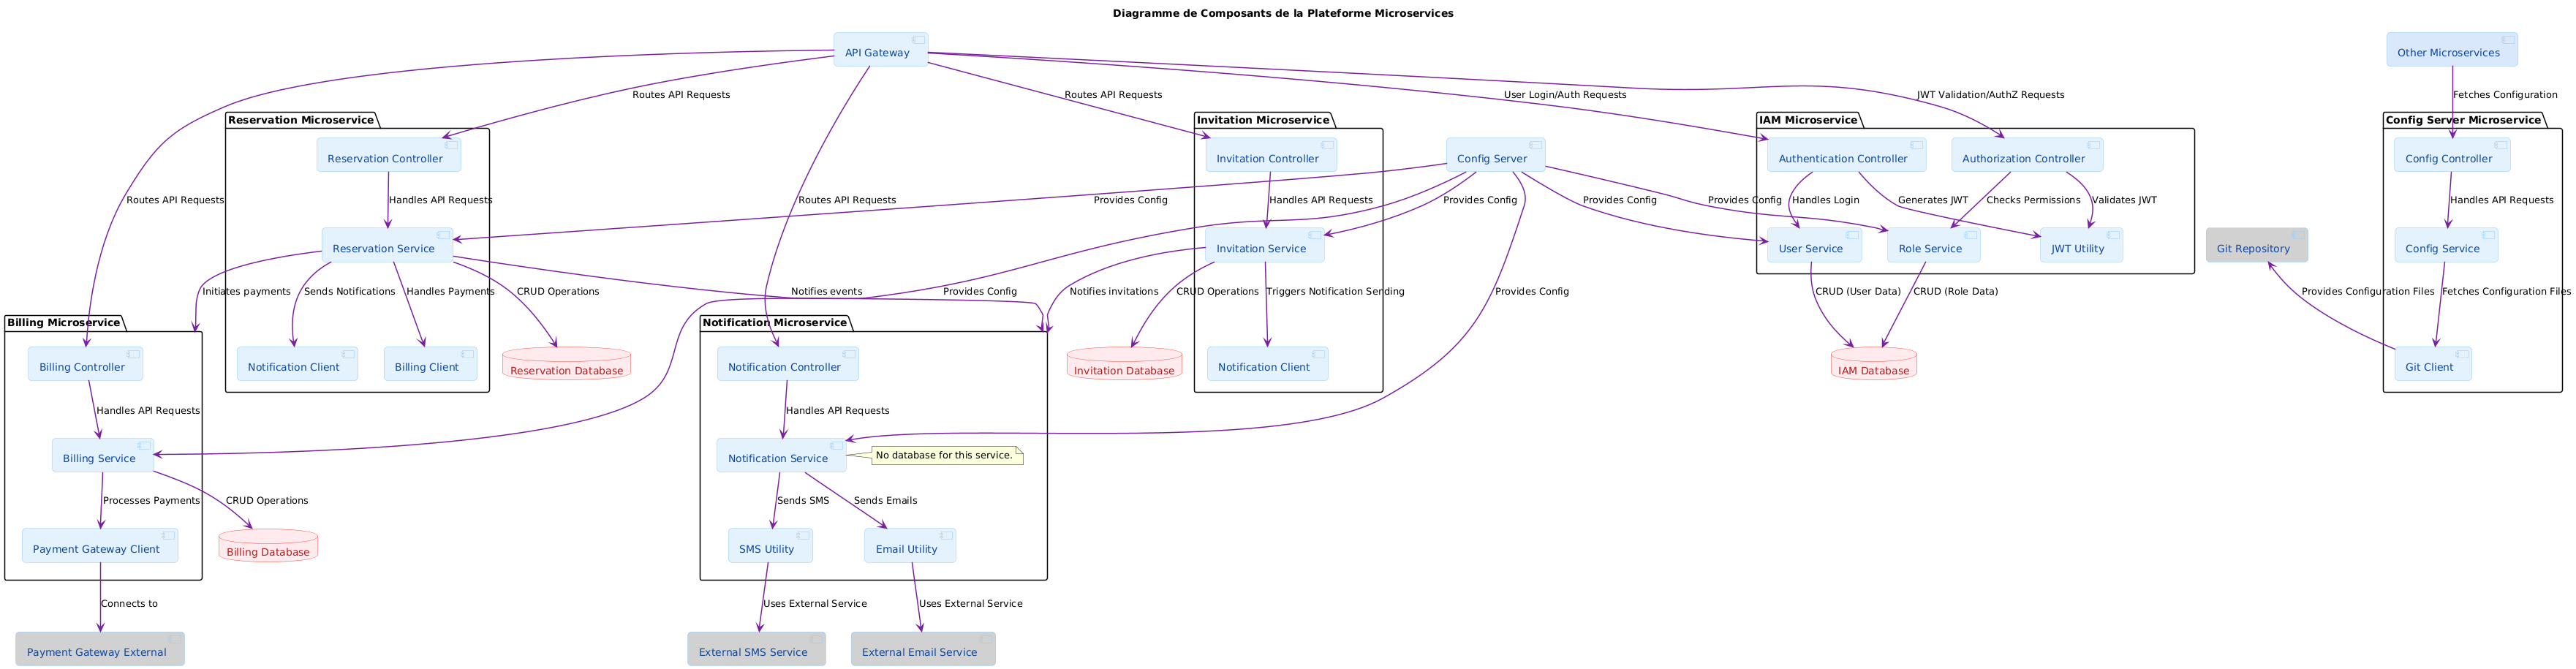 Diagramme de Composants de la Plateforme Microservices
API Gateway
Other Microservices
Routes API Requests
Routes API Requests
User Login/Auth Requests
JWT Validation/AuthZ Requests
Fetches Configuration
Reservation Microservice
Invitation Microservice
IAM Microservice
Config Server Microservice
Reservation Controller
Invitation Controller
Config Server
Authentication Controller
Authorization Controller
Config Controller
Routes API Requests
Handles API Requests
Routes API Requests
Provides Config
Handles API Requests
Provides Config
Provides Config
Provides Config
Handles Login
Generates JWT
Checks Permissions
Validates JWT
Handles API Requests
Reservation Service
Invitation Service
User Service
Role Service
JWT Utility
Git Repository
Config Service
Initiates payments
Sends Notifications
Handles Payments
CRUD Operations
Notifies events
Provides Config
Notifies invitations
CRUD Operations
Triggers Notification Sending
Provides Config
CRUD (User Data)
CRUD (Role Data)
Provides Configuration Files
Fetches Configuration Files
Billing Microservice
Notification Microservice
Billing Controller
Notification Client
Billing Client
Reservation Database
Notification Controller
Invitation Database
Notification Client
IAM Database
Git Client
Handles API Requests
Handles API Requests
Billing Service
Notification Service
No database for this service.
Processes Payments
CRUD Operations
Sends SMS
Sends Emails
Payment Gateway Client
Billing Database
SMS Utility
Email Utility
Connects to
Uses External Service
Uses External Service
Payment Gateway External
External SMS Service
External Email Service